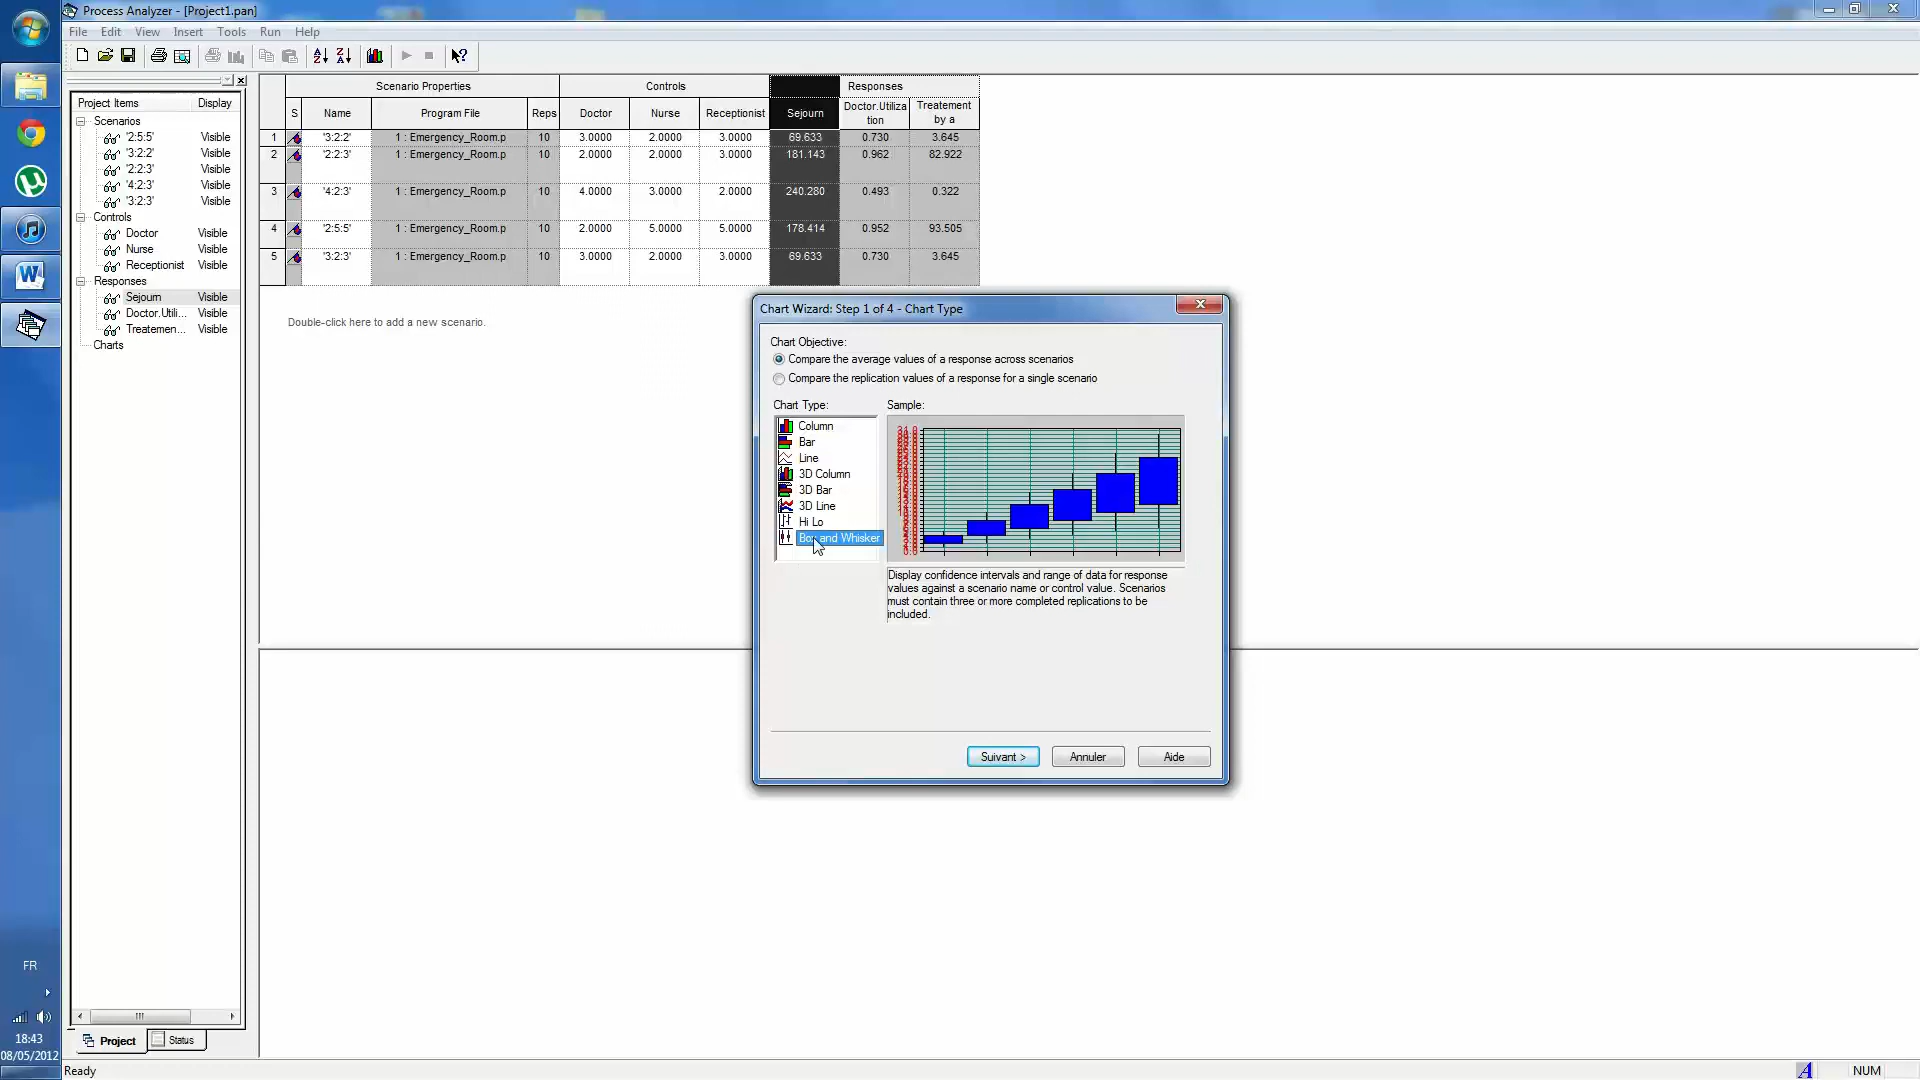 Process Analyzer - [Project1.pan]
File Edit View Insert Tools Run Help
Project Items Display
Scenarios
'2:5:5' Visible
'3:2:2' Visible
'2:2:3' Visible
'4:2:3' Visible
'3:2:3' Visible
Controls
Doctor Visible
Nurse Visible
Receptionist Visible
Responses
Sejourn Visible
Doctor.Utili... Visible
Treatemen... Visible
Charts
Scenario Properties Controls Responses
S Name Program File Reps Doctor Nurse Receptionist Sejourn Doctor.Utiliza
tion Treatement
by a
1 '3:2:2' 1 : Emergency_Room.p 10 3.0000 2.0000 3.0000 69.633 0.730 3.645
2 '2:2:3' 1 : Emergency_Room.p 10 2.0000 2.0000 3.0000 181.143 0.962 82.922
3 '4:2:3' 1 : Emergency_Room.p 10 4.0000 3.0000 2.0000 240.280 0.493 0.322
4 '2:5:5' 1 : Emergency_Room.p 10 2.0000 5.0000 5.0000 178.414 0.952 93.505
5 '3:2:3' 1 : Emergency_Room.p 10 3.0000 2.0000 3.0000 69.633 0.730 3.645
Double-click here to add a new scenario.
Chart Wizard: Step 1 of 4 - Chart Type
Chart Objective:
Compare the average values of a response across scenarios
Compare the replication values of a response for a single scenario
Chart Type: Sample:
Column
Bar
Line
3D Column
3D Bar
3D Line
Hi Lo
Box and Whisker
Display confidence intervals and range of data for response
values against a scenario name or control value. Scenarios
must contain three or more completed replications to be
included.
Suivant > Annuler Aide
FR
18:43
08/05/2012
Project Status
Ready NUM